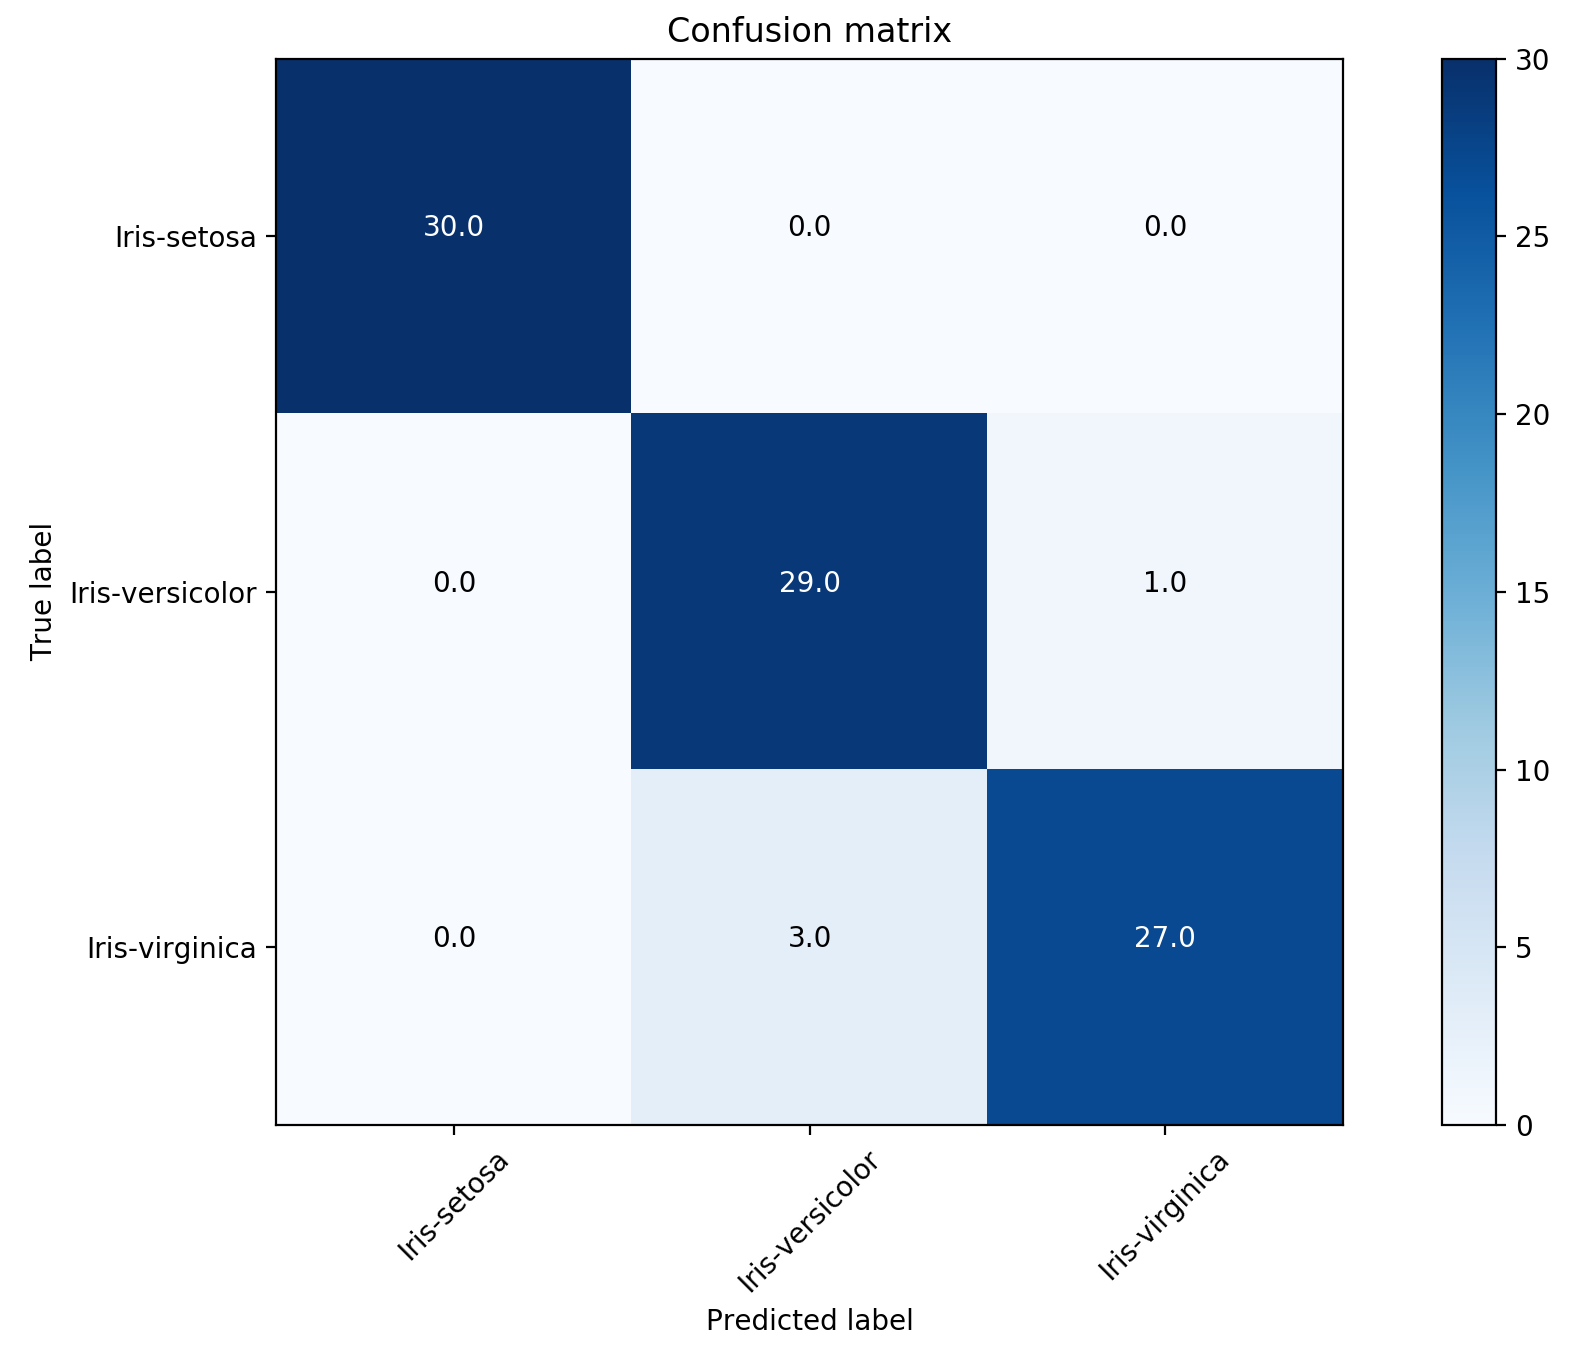 Confusion matrix
30
Iris-setosa 30.0 0.0 0.0
25
20
True label
Iris-versicolor 0.0 29.0 1.0
15
10
Iris-virginica 0.0 3.0 27.0
5
0
Iris-setosa
Iris-versicolor
Iris-virginica
Predicted label